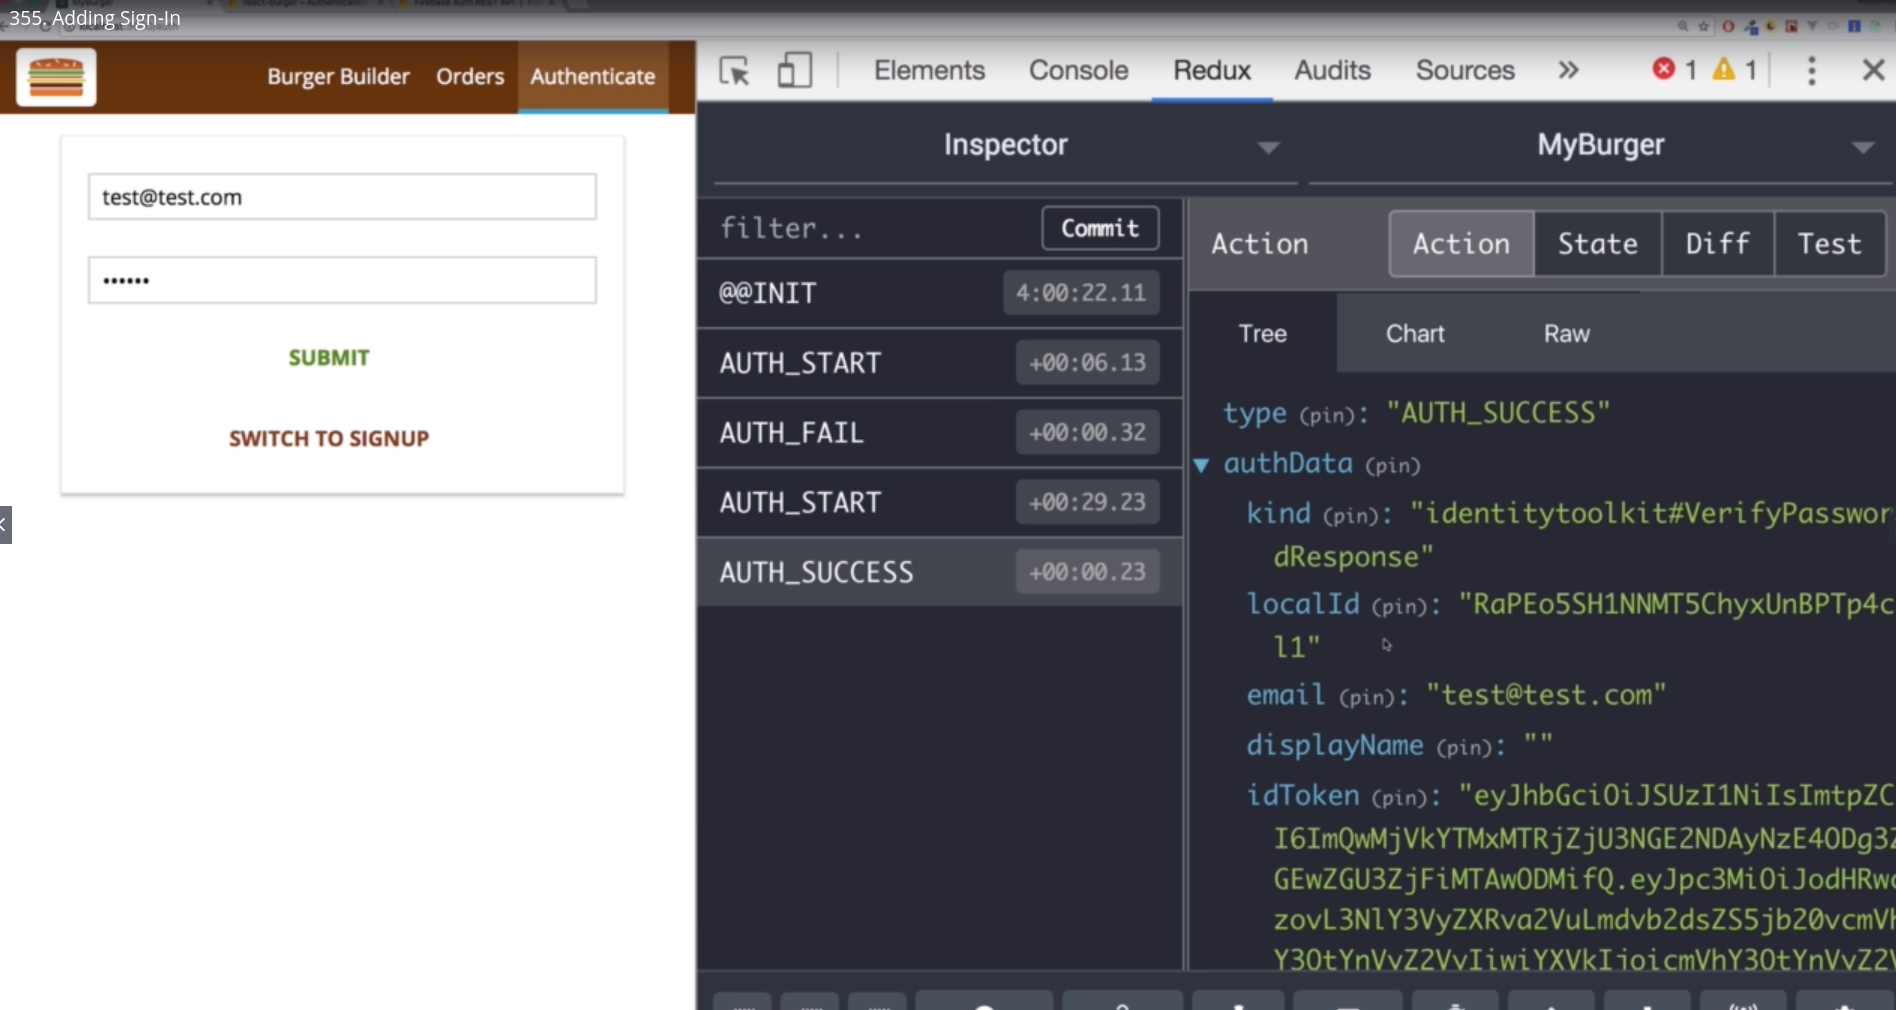 355. Adding Sign-In
Burger Builder
Orders
Authenticate
test@test.com
••••••
SUBMIT
SWITCH TO SIGNUP
Elements
Console
Redux
Audits
Sources
»
1
1
Inspector
MyBurger
filter...
Commit
@@INIT
4:00:22.11
AUTH_START
+00:06.13
AUTH_FAIL
+00:00.32
AUTH_START
+00:29.23
AUTH_SUCCESS
+00:00.23
Action
Action
State
Diff
Test
Tree
Chart
Raw
type (pin): "AUTH_SUCCESS"
authData (pin)
kind (pin): "identitytoolkit#VerifyPasswor
dResponse"
localId (pin): "RaPEo5SH1NNMT5ChyxUnBPTp4c
l1"
email (pin): "test@test.com"
displayName (pin): ""
idToken (pin): "eyJhbGciOiJSUzI1NiIsImtpZC
I6ImQwMjVkYTMxMTRjZjU3NGE2NDAyNzE4ODg3Z
GEwZGU3ZjFiMTAwODMifQ.eyJpc3MiOiJodHRwc
zovL3NlY3VyZXRva2VuLmdvb2dsZS5jb20vcmVh
Y3QtYnVyZ2VyIiwiYXVkIjoicmVhY3QtYnVyZ2V